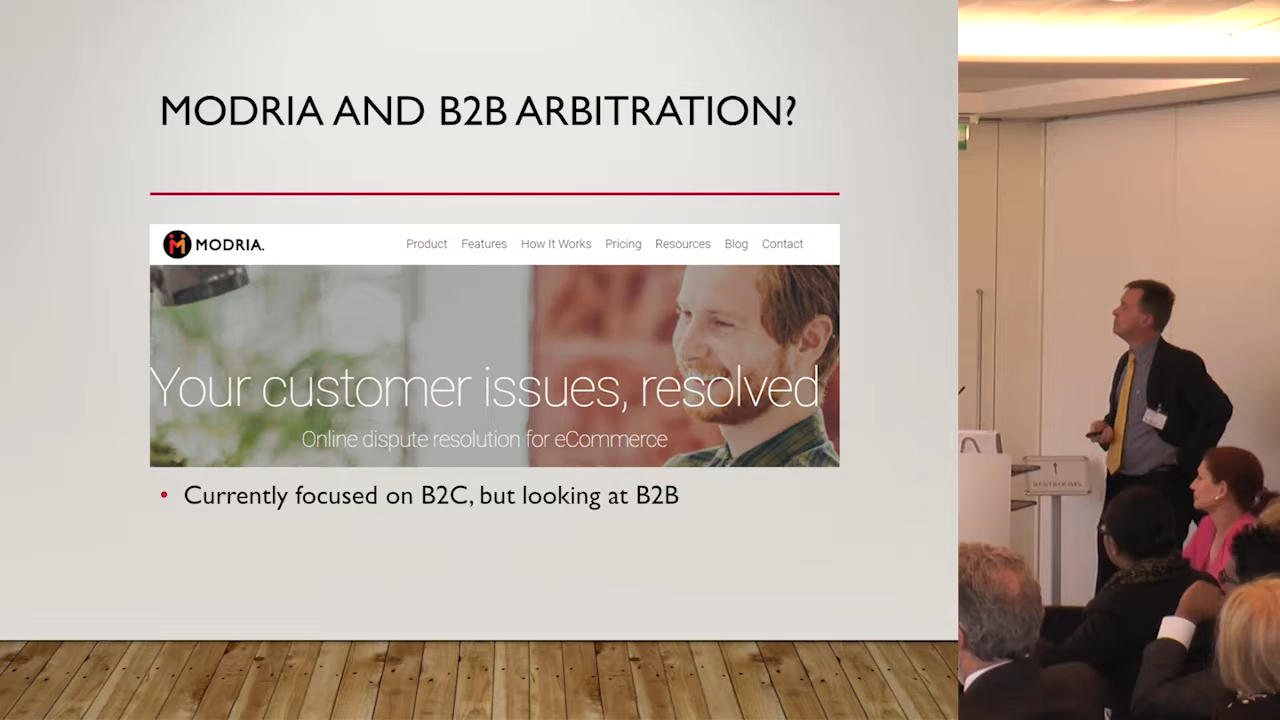 MODRIA AND B2B ARBITRATION?
MODRIA.
Product Features How It Works Pricing Resources Blog Contact
Your customer issues, resolved
Online dispute resolution for eCommerce
• Currently focused on B2C, but looking at B2B
RESTROOMS